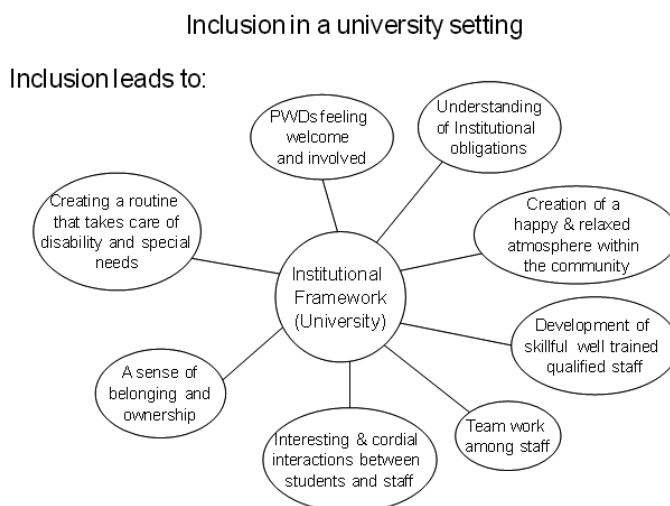 Inclusion in a university setting
Inclusion leads to:
PWDs feeling
welcome
and involved
Understanding
of Institutional
obligations
Creating a routine
that takes care of
disability and special
needs
Creation of a
happy & relaxed
atmosphere within
the community
Institutional
Framework
(University)
Development of
skillful well trained
qualified staff
A sense of
belonging and
ownership
Team work
among staff
Interesting & cordial
interactions between
students and staff